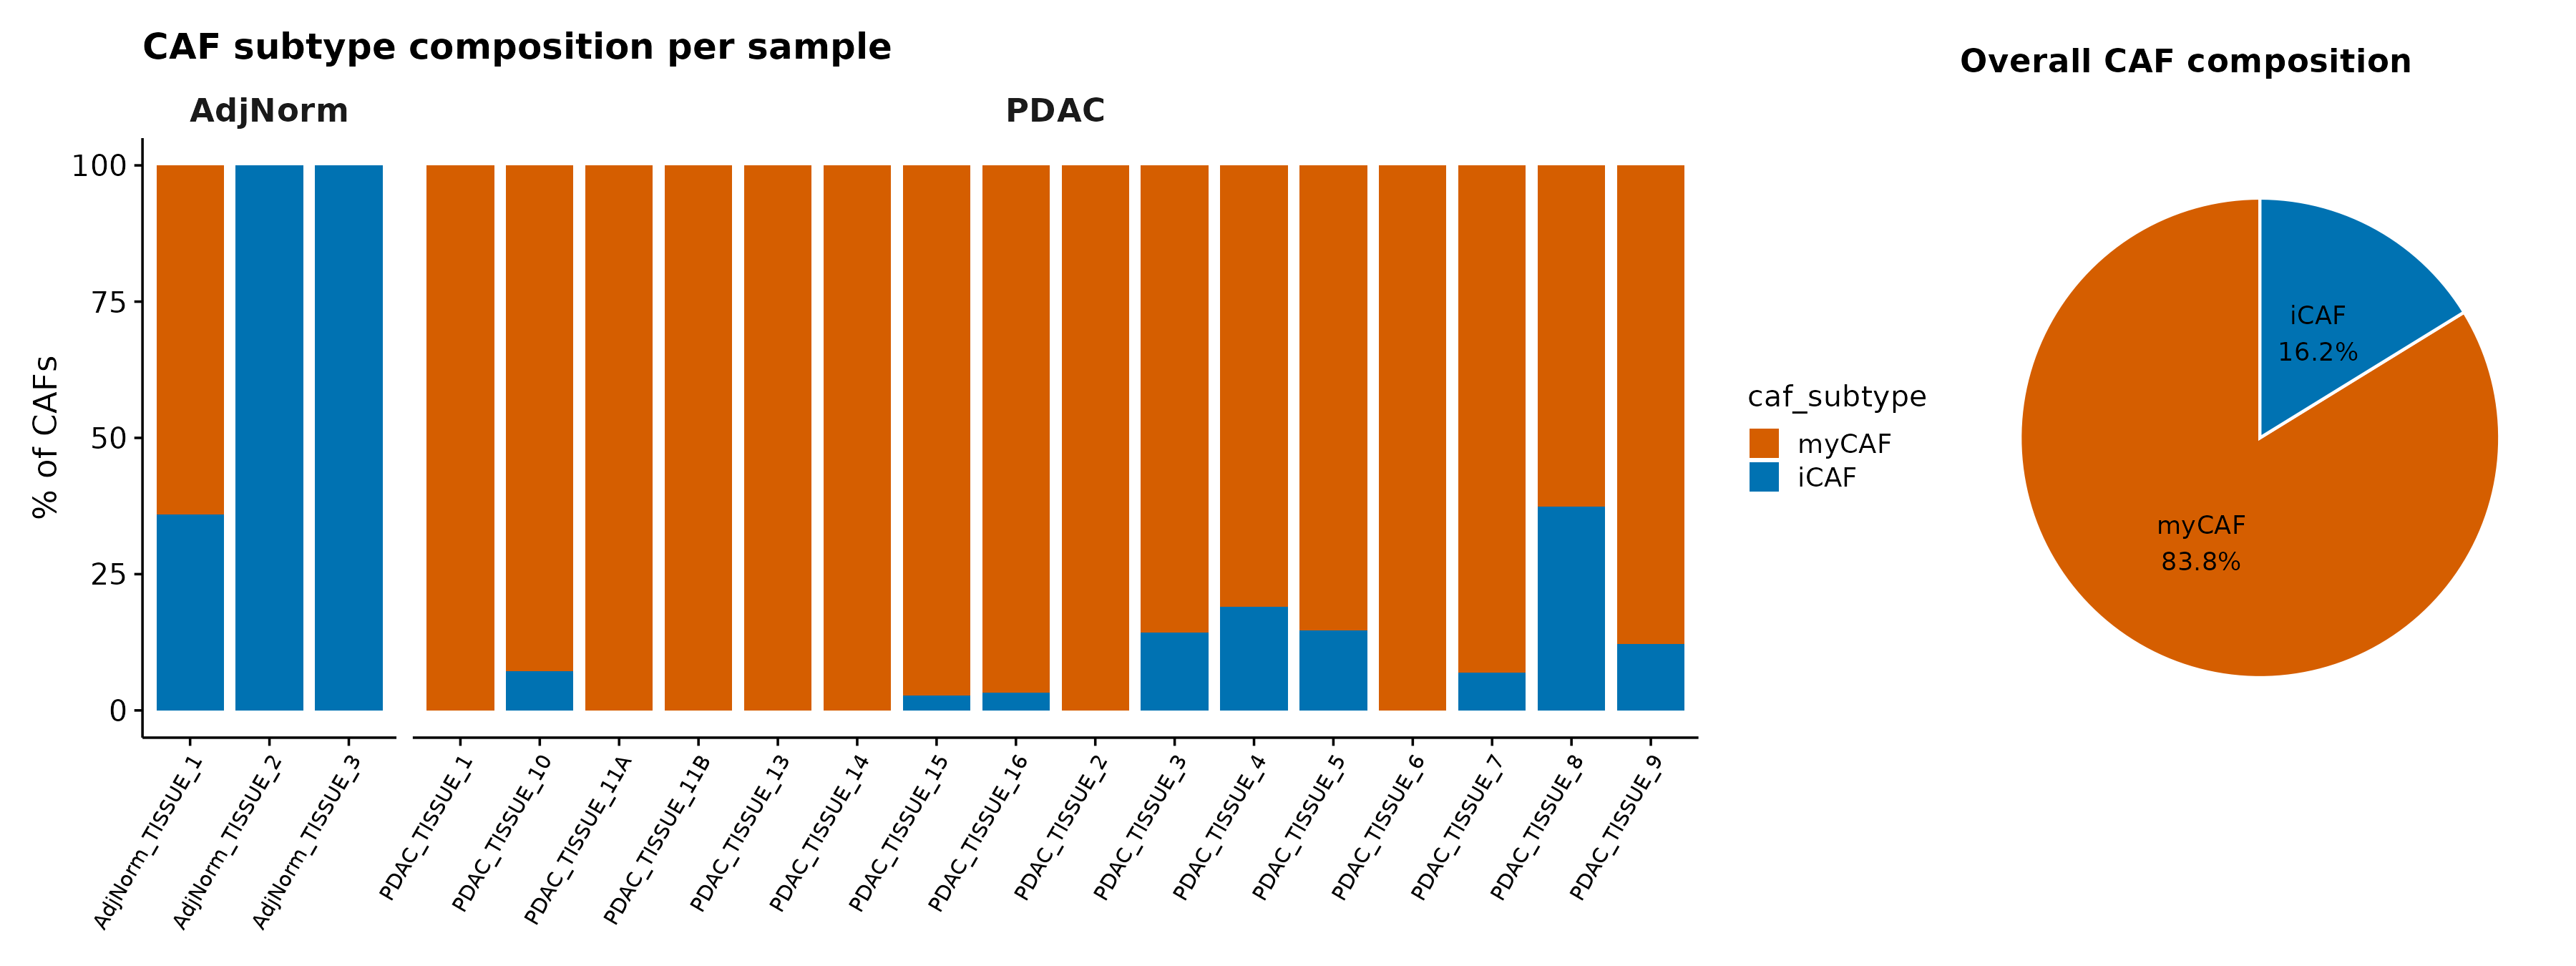 CAF subtype composition per sample
AdjNorm
PDAC
100
75
50
25
0
% of CAFs
AdjNorm_TISSUE_1
AdjNorm_TISSUE_2
AdjNorm_TISSUE_3
PDAC_TISSUE_1
PDAC_TISSUE_10
PDAC_TISSUE_11A
PDAC_TISSUE_11B
PDAC_TISSUE_13
PDAC_TISSUE_14
PDAC_TISSUE_15
PDAC_TISSUE_16
PDAC_TISSUE_2
PDAC_TISSUE_3
PDAC_TISSUE_4
PDAC_TISSUE_5
PDAC_TISSUE_6
PDAC_TISSUE_7
PDAC_TISSUE_8
PDAC_TISSUE_9
caf_subtype
myCAF
iCAF
Overall CAF composition
iCAF
16.2%
myCAF
83.8%